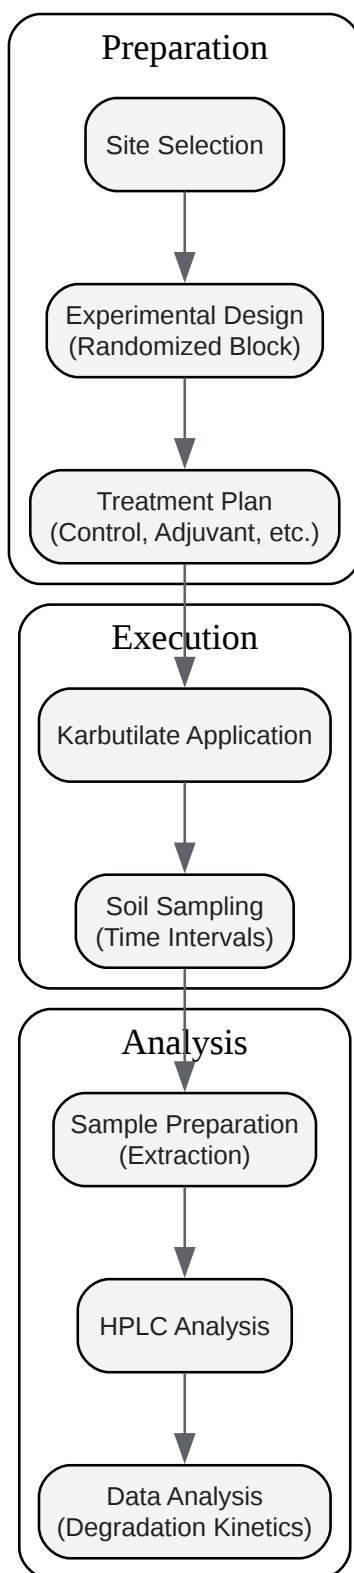 Preparation
Site Selection
Experimental Design
(Randomized Block)
Treatment Plan
(Control, Adjuvant, etc.)
Execution
Karbutilate Application
Soil Sampling
(Time Intervals)
Analysis
Sample Preparation
(Extraction)
HPLC Analysis
Data Analysis
(Degradation Kinetics)